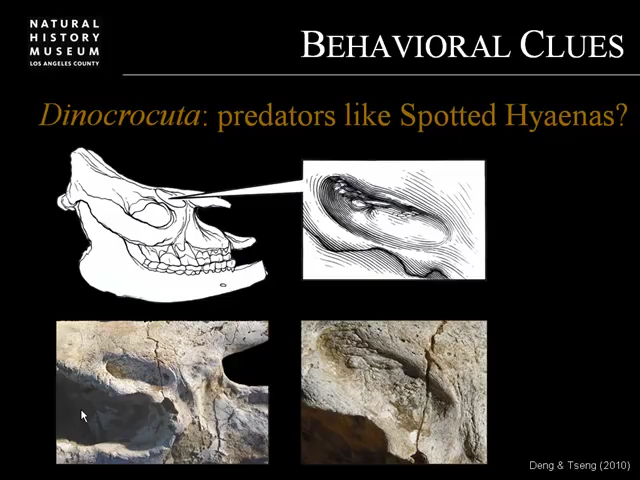 NATURAL
HISTORY
MUSEUM
LOS ANGELES COUNTY
BEHAVIORAL CLUES
Dinocrocuta: predators like Spotted Hyaenas?
Deng & Tseng (2010)